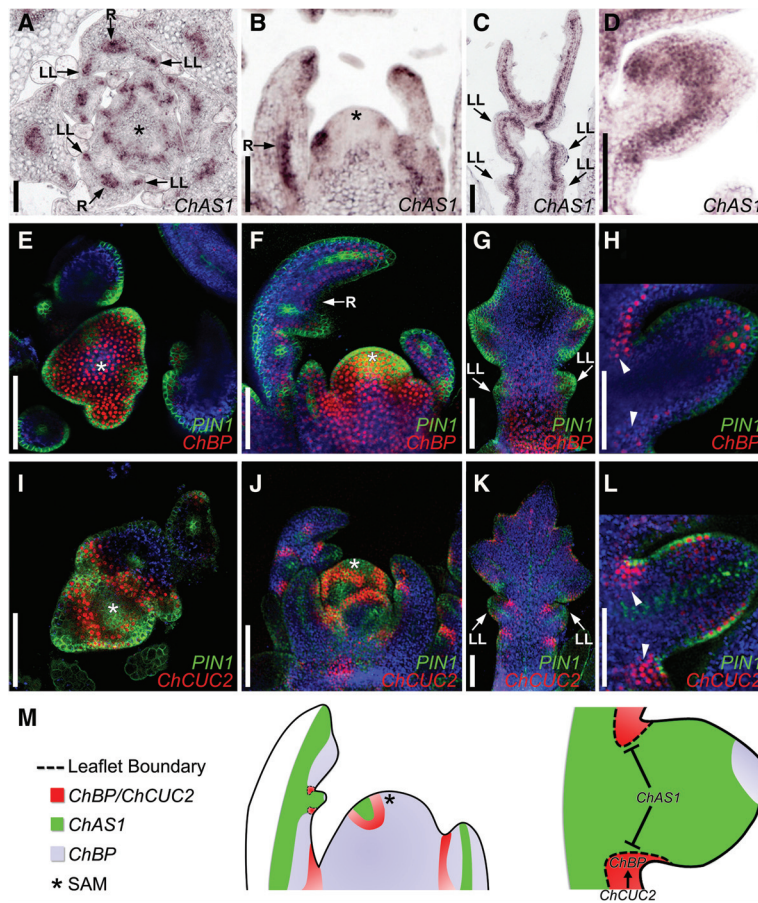 A
R
LL
LL
LL
*
R
LL
ChAS1
B
*
R
ChAS1
C
LL
LL
LL
LL
ChAS1
D
ChAS1
E
*
PIN1
ChBP
F
R
*
PIN1
ChBP
G
LL
LL
PIN1
ChBP
H
PIN1
ChBP
I
*
PIN1
ChCUC2
J
*
PIN1
ChCUC2
K
LL
LL
PIN1
ChCUC2
L
PIN1
ChCUC2
M
Leaflet Boundary
ChBP/ChCUC2
ChAS1
ChBP
* SAM
*
ChAS1
ChBP
ChCUC2